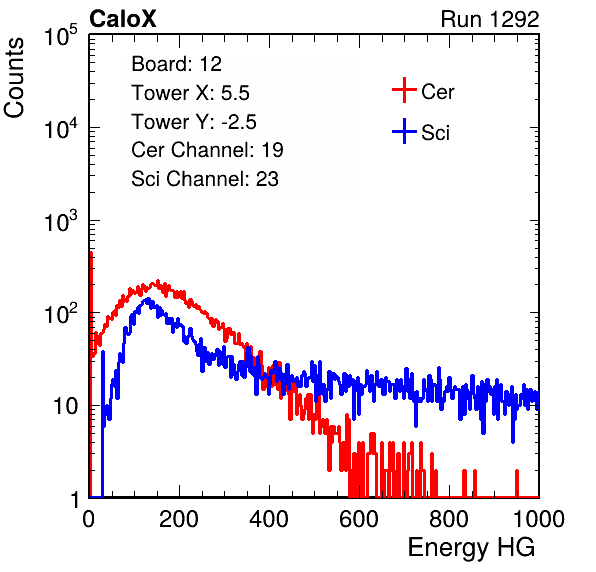 CaloX Run 1292
Counts
Board: 12
Tower X: 5.5
Tower Y: -2.5
Cer Channel: 19
Sci Channel: 23
Cer
Sci
10^5
10^4
10^3
10^2
10
1
0 200 400 600 800 1000
Energy HG